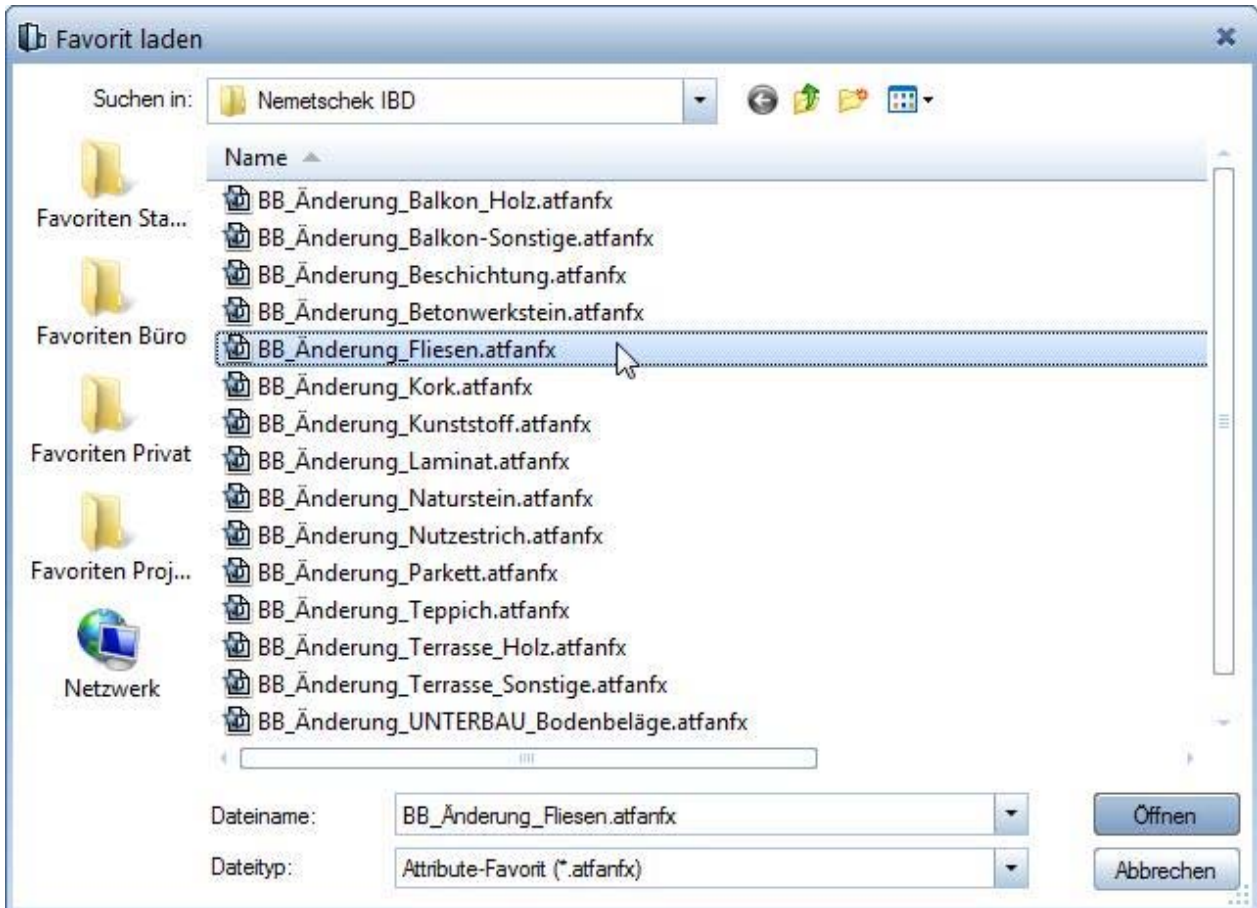 Favorit laden
Suchen in: Nemetschek IBD
Name
BB_Änderung_Balkon_Holz.atfanfx
BB_Änderung_Balkon-Sonstige.atfanfx
BB_Änderung_Beschichtung.atfanfx
BB_Änderung_Betonwerkstein.atfanfx
BB_Änderung_Fliesen.atfanfx
BB_Änderung_Kork.atfanfx
BB_Änderung_Kunststoff.atfanfx
BB_Änderung_Laminat.atfanfx
BB_Änderung_Naturstein.atfanfx
BB_Änderung_Nutzestrich.atfanfx
BB_Änderung_Parkett.atfanfx
BB_Änderung_Teppich.atfanfx
BB_Änderung_Terrasse_Holz.atfanfx
BB_Änderung_Terrasse_Sonstige.atfanfx
BB_Änderung_UNTERBAU_Bodenbeläge.atfanfx
Favoriten Sta...
Favoriten Büro
Favoriten Privat
Favoriten Proj...
Netzwerk
Dateiname: BB_Änderung_Fliesen.atfanfx Öffnen
Dateityp: Attribute-Favorit (*.atfanfx) Abbrechen